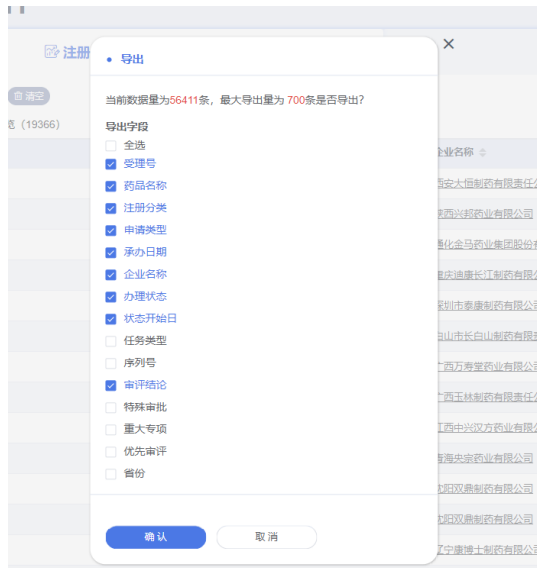 注册
导出
清空
当前数据量为56411条，最大导出量为 700条是否导出?
览（19366）
导出字段
全选
企业名称
受理号
药品名称
西安大恒制药有限责任公
注册分类
陕西兴邦药业有限公司
申请类型
通化金马药业集团股份有
承办日期
重庆迪康长江制药有限公
企业名称
深圳市泰康制药有限公司
办理状态
状态开始日
白山市长白山制药有限责
任务类型
广西万寿堂药业有限公司
序列号
审评结论
广西玉林制药有限责任公
特殊审批
江西中兴汉方药业有限公
重大专项
优先审评
青海央宗药业有限公司
省份
沈阳双鼎制药有限公司
沈阳双鼎制药有限公司
确认
取消
辽宁康博士制药有限公司